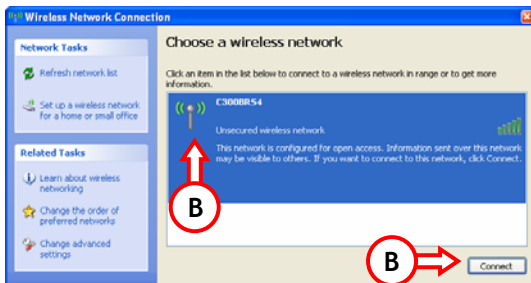 Wireless Network Connection
Network Tasks
Refresh network list
Set up a wireless network
for a home or small office
Related Tasks
Learn about wireless
networking
Change the order of
preferred networks
Change advanced
settings
Choose a wireless network
Click an item in the list below to connect to a wireless network in range or to get more
information.
C300BRS4
Unsecured wireless network
This network is configured for open access. Information sent over this network
may be visible to others. If you want to connect to this network, click Connect.
B
B
Connect